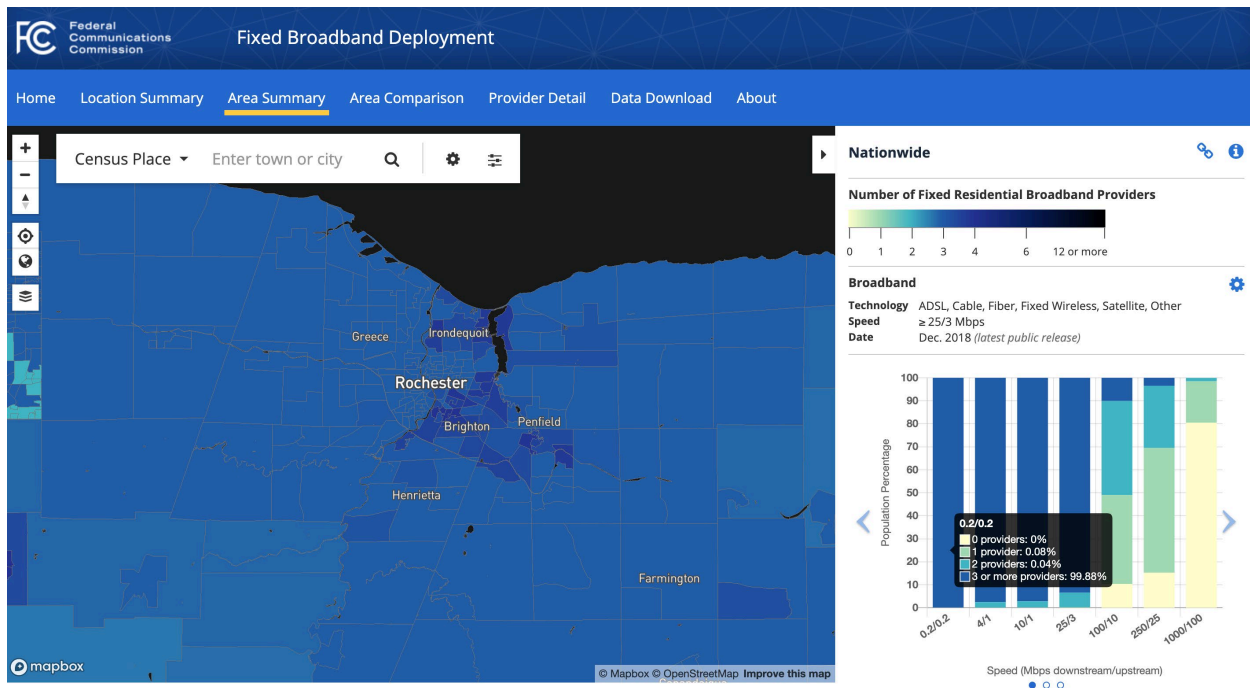 FCC
Federal
Communications
Commission
Fixed Broadband Deployment
Home Location Summary Area Summary Area Comparison Provider Detail Data Download About
Census Place Enter town or city
Greece
Irondequoit
Rochester
Brighton
Penfield
Henrietta
Farmington
mapbox
© Mapbox © OpenStreetMap Improve this map
Nationwide
Number of Fixed Residential Broadband Providers
0 1 2 3 4 6 12 or more
Broadband
Technology ADSL, Cable, Fiber, Fixed Wireless, Satellite, Other
Speed ≥ 25/3 Mbps
Date Dec. 2018 (latest public release)
Population Percentage
100
90
80
70
60
50
40
30
20
10
0
0.2/0.2
0 providers: 0%
1 provider: 0.08%
2 providers: 0.04%
3 or more providers: 99.88%
0.2/0.2 4/1 10/1 25/3 100/10 250/25 1000/100
Speed (Mbps downstream/upstream)